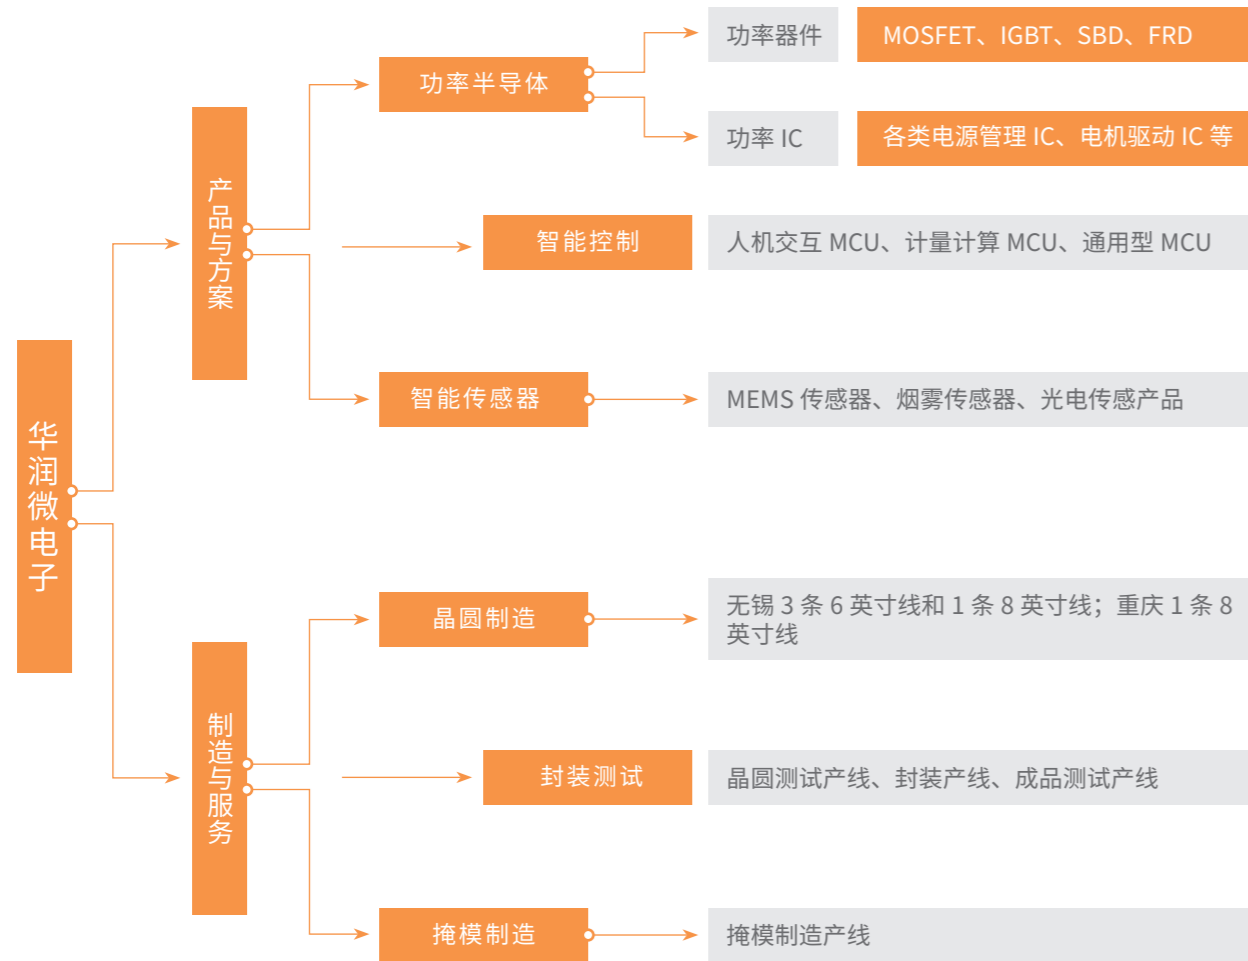 华润微电子
产品与方案
功率半导体
功率器件
MOSFET、IGBT、SBD、FRD
功率 IC
各类电源管理 IC、电机驱动 IC 等
智能控制
人机交互 MCU、计量计算 MCU、通用型 MCU
智能传感器
MEMS 传感器、烟雾传感器、光电传感产品
制造与服务
晶圆制造
无锡 3 条 6 英寸线和 1 条 8 英寸线；重庆 1 条 8
英寸线
封装测试
晶圆测试产线、封装产线、成品测试产线
掩模制造
掩模制造产线